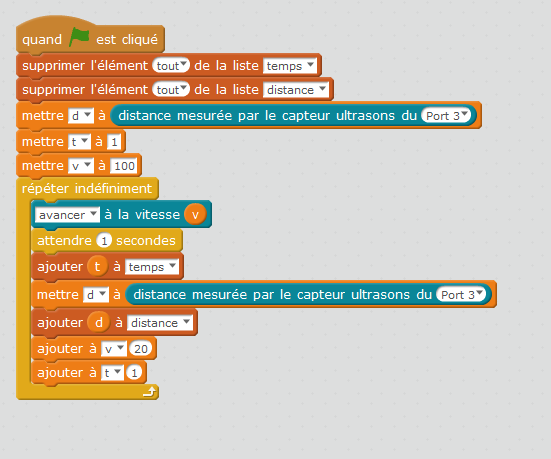 quand est cliqué
supprimer l'élément tout de la liste temps
supprimer l'élément tout de la liste distance
mettre d à distance mesurée par le capteur ultrasons du Port 3
mettre t à 1
mettre v à 100
répéter indéfiniment
avancer à la vitesse v
attendre 1 secondes
ajouter t à temps
mettre d à distance mesurée par le capteur ultrasons du Port 3
ajouter d à distance
ajouter à v 20
ajouter à t 1